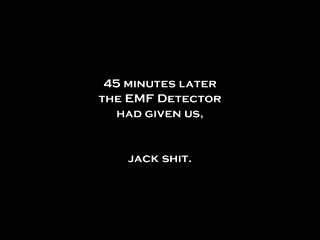 45 minutes later
the EMF Detector
had given us,
jack shit.